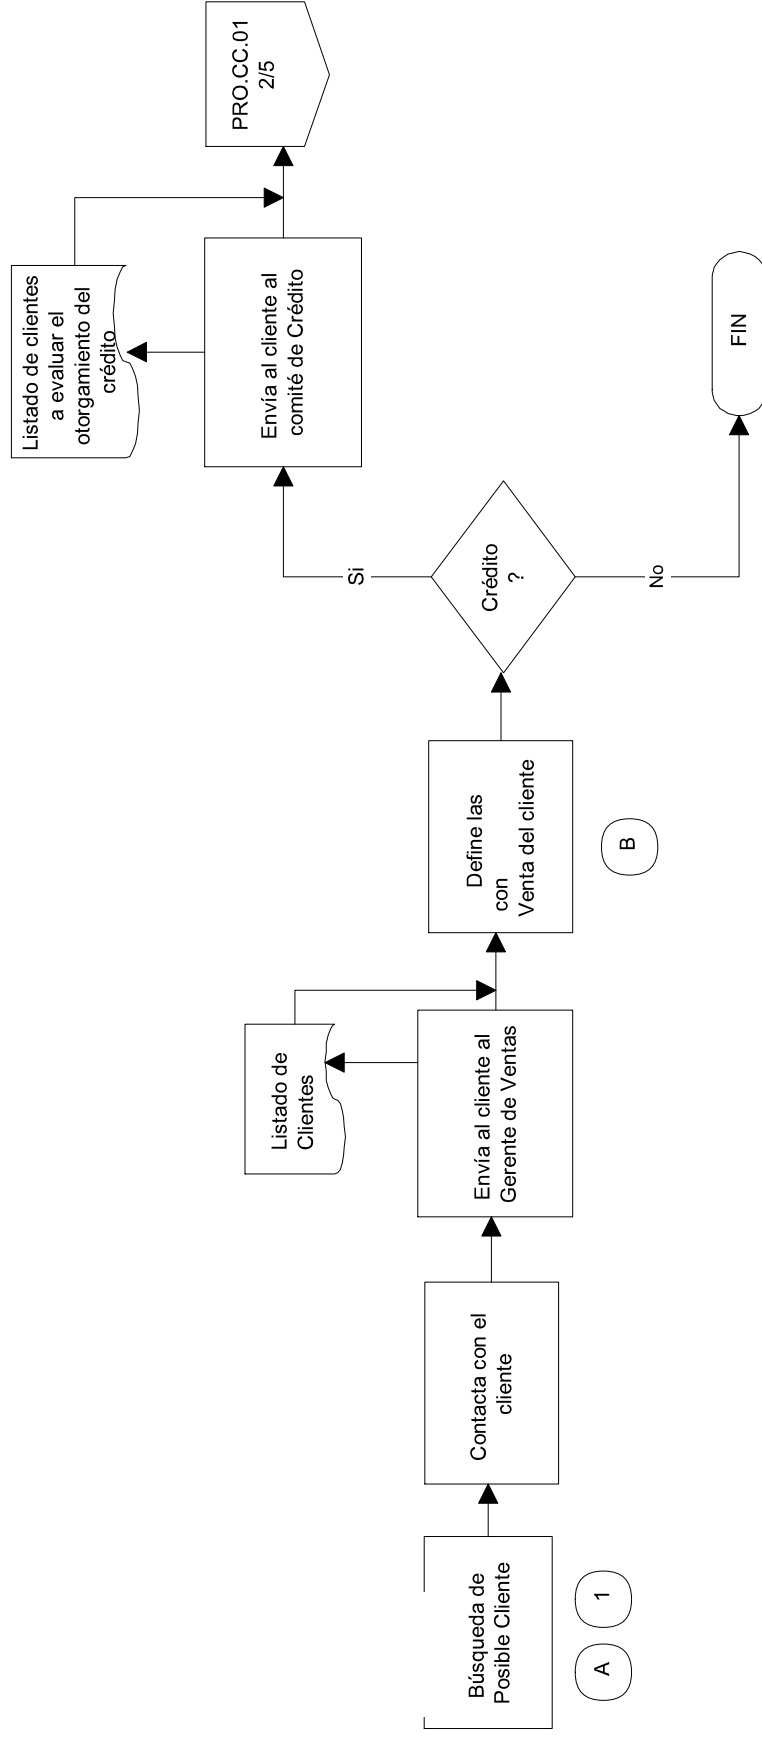 Búsqueda de
Posible Cliente
A
1
Contacta con el
cliente
Envía al cliente al
Gerente de Ventas
Listado de
Clientes
Define las
con
Venta del cliente
B
Crédito
?
Si
No
Envía al cliente al
comité de Crédito
Listado de clientes
a evaluar el
otorgamiento del
crédito
PRO.CC.01
2/5
FIN